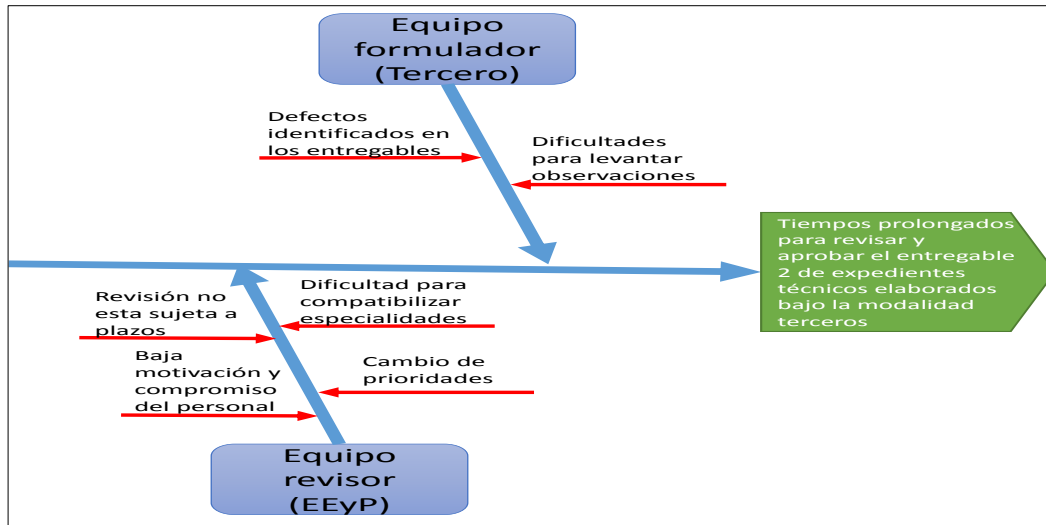 Equipo
formulador
(Tercero)
Defectos
identificados en
los entregables
Dificultades
para levantar
observaciones
Tiempos prolongados
para revisar y
aprobar el entregable
2 de expedientes
técnicos elaborados
bajo la modalidad
terceros
Revisión no
esta sujeta a
plazos
Dificultad para
compatibilizar
especialidades
Baja
motivación y
compromiso
del personal
Cambio de
prioridades
Equipo
revisor
(EEyP)